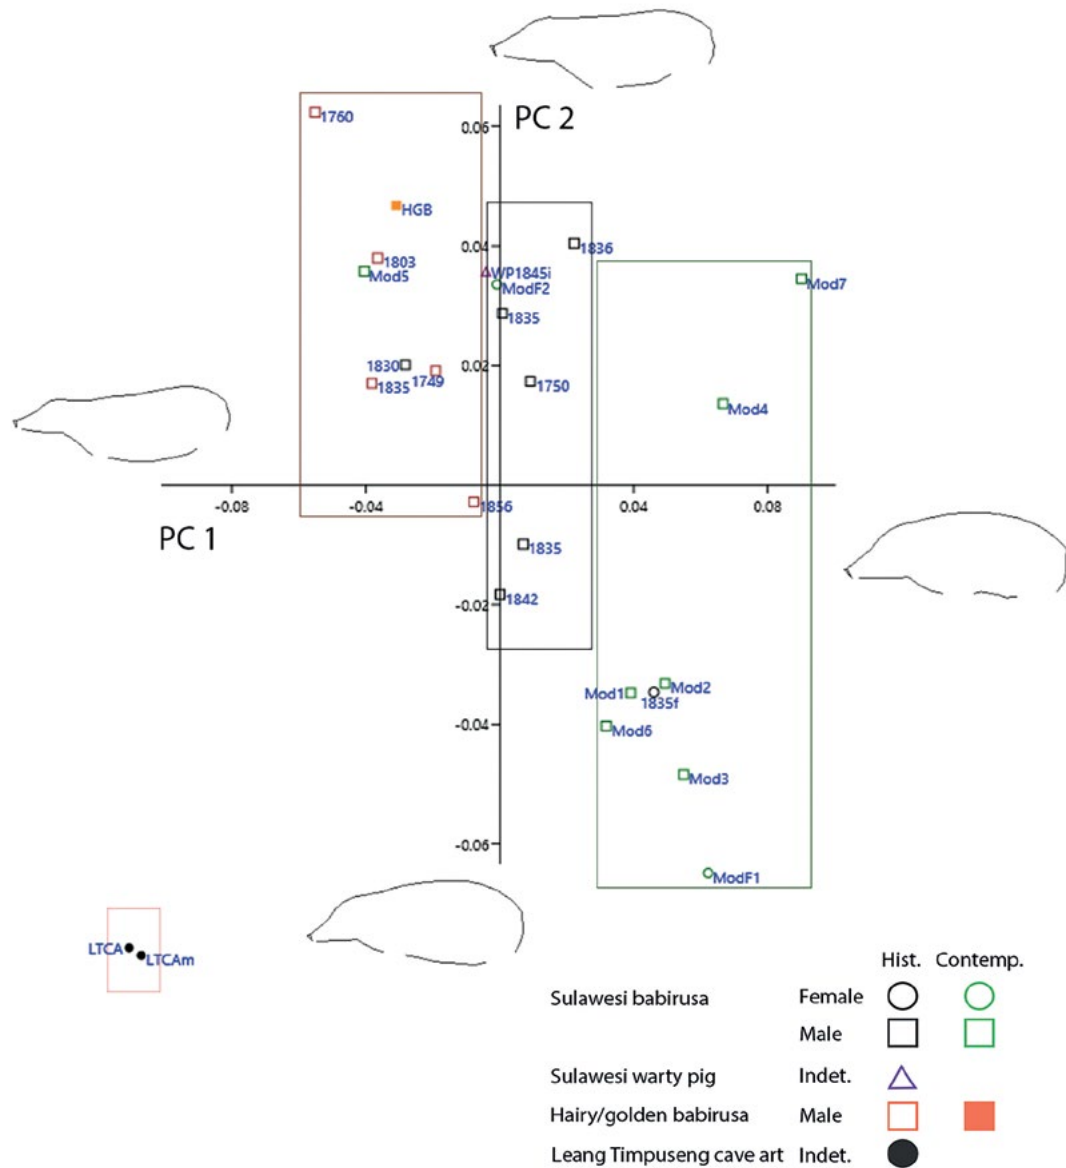 1760
0.06
PC 2
HGB
1803
Mod5
0.04
1836
WP1845i
ModF2
Mod7
1835
1830
1749
0.02
1835
1750
Mod4
-0.08
-0.04
0.04
0.08
PC 1
1856
1835
-0.02
1842
Mod1
Mod2
1835f
-0.04
Mod6
Mod3
-0.06
ModF1
LTCA
LTCAm
Hist. Contemp.
Sulawesi babirusa Female
Male
Sulawesi warty pig Indet.
Hairy/golden babirusa Male
Leang Timpuseng cave art Indet.